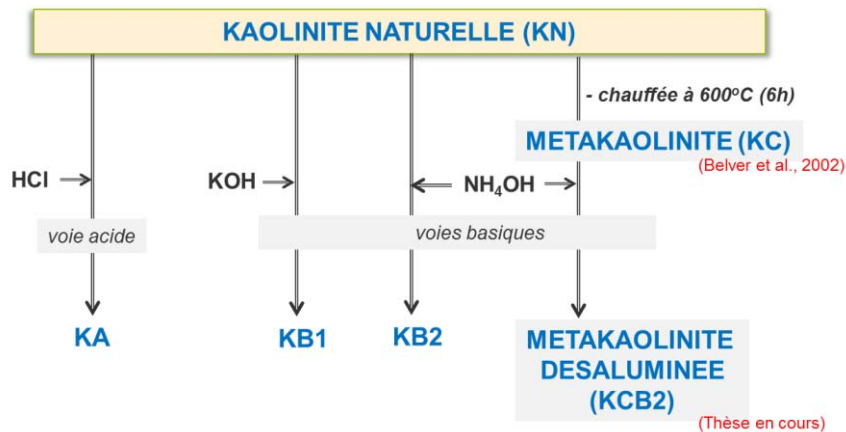 KAOLINITE NATURELLE (KN)
- chauffée à 600°C (6h)
METAKAOLINITE (KC)
(Belver et al., 2002)
HCl
KOH
NH₄OH
voie acide
voies basiques
KA
KB1
KB2
METAKAOLINITE
DESALUMINEE
(KCB2)
(Thèse en cours)